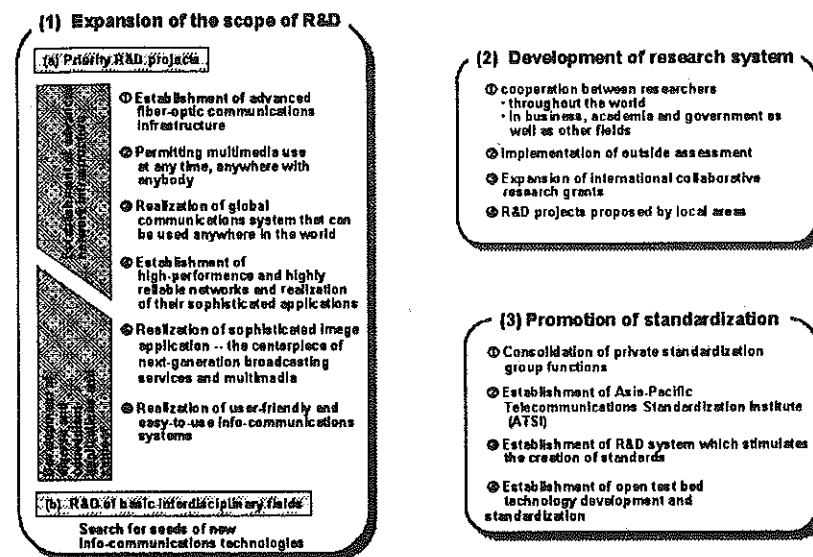 (1) Expansion of the scope of R&D
(a) Priority R&D projects
① Establishment of advanced
fiber-optic communications
infrastructure
② Permitting multimedia use
at any time, anywhere with
anybody
③ Realization of global
communications system that can
be used anywhere in the world
④ Establishment of
high-performance and highly
reliable networks and realization
of their sophisticated applications
⑤ Realization of sophisticated image
application -- the centerpiece of
next-generation broadcasting
services and multimadia
⑥ Realization of user-friendly and
easy-to-use info-communications
systems
(b) R&D of basic interdisciplinary fields
Search for seeds of new
info-communications technologies
(2) Development of research system
① cooperation between researchers
・throughout the world
・In business, academia and government as
well as other fields
② Implementation of outside assessment
③ Expansion of international collaborative
research grants
④ R&D projects proposed by local areas
(3) Promotion of standardization
① Consolidation of private standardization
group functions
② Establishment of Asia-Pacific
Telecommunications Standardization Institute
(ATSI)
③ Establishment of R&D system which stimulates
the creation of standards
④ Establishment of open test bed
technology development and
standardization